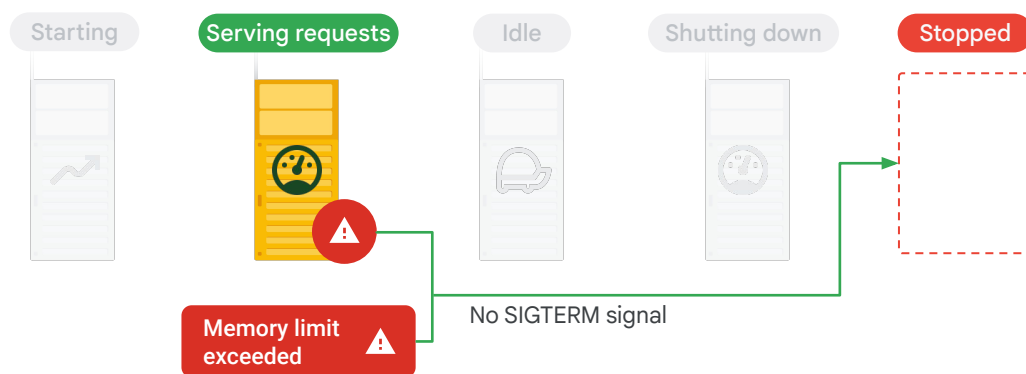 Starting
Serving requests
Idle
Shutting down
Stopped
No SIGTERM signal
Memory limit
exceeded